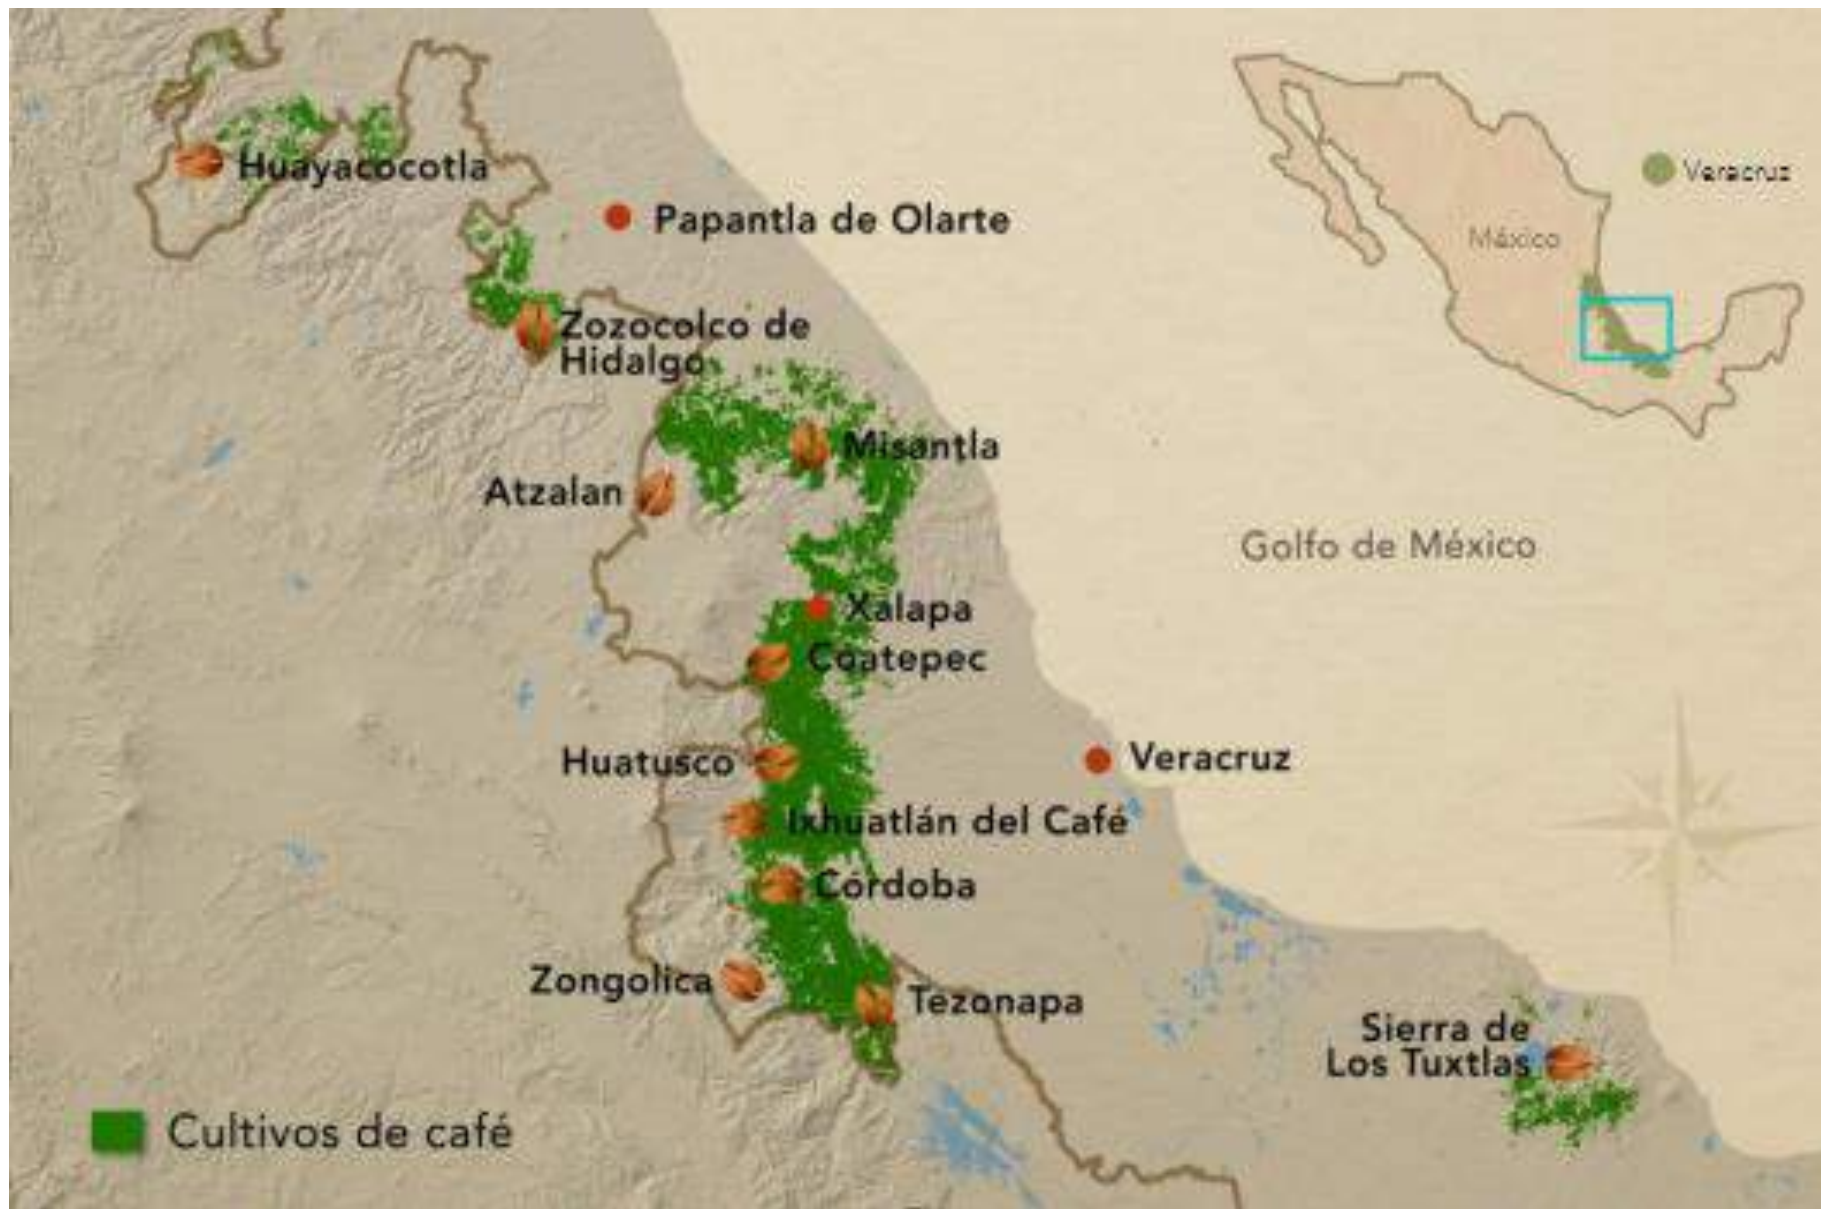 Huayacocotla
Papantla de Olarte
Zozocolco de
Hidalgo
Misantla
Atzalan
Xalapa
Coatepec
Huatusco
Veracruz
Ixhuatlán del Café
Córdoba
Zongolica
Tezonapa
Sierra de
Los Tuxtlas
Cultivos de café
Golfo de México
México
Veracruz